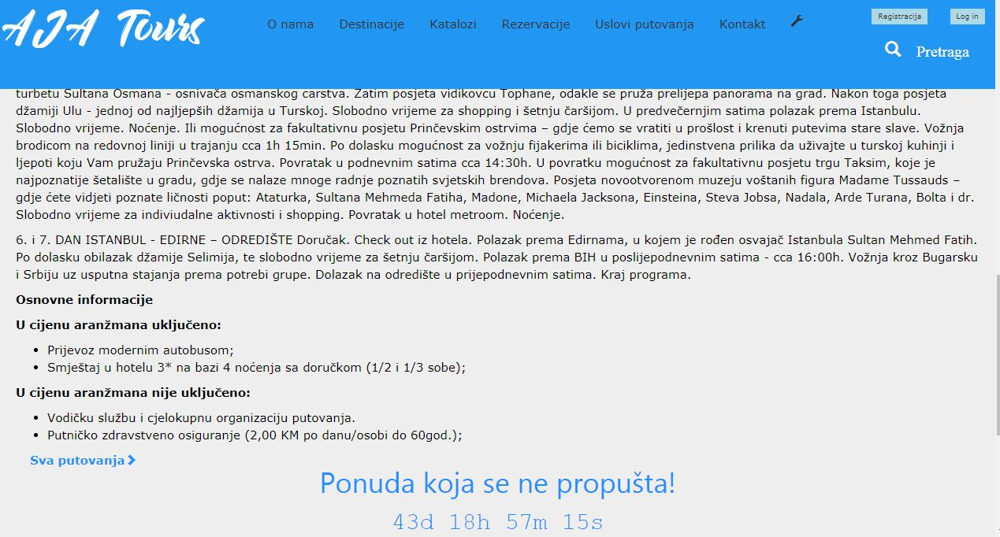 AJA Tours
O nama Destinacije Katalozi Rezervacije Uslovi putovanja Kontakt
Registracija Log in
Pretraga
turbetu Sultana Osmana - osnivača osmanskog carstva. Zatim posjeta vidikovcu Tophane, odakle se pruža prelijepa panorama na grad. Nakon toga posjeta
džamiji Ulu - jednoj od najljepših džamija u Turskoj. Slobodno vrijeme za shopping i šetnju čaršijom. U predvečernjim satima polazak prema Istanbulu.
Slobodno vrijeme. Noćenje. Ili mogućnost za fakultativnu posjetu Prinčevskim ostrvima – gdje ćemo se vratiti u prošlost i krenuti putevima stare slave. Vožnja
brodicom na redovnoj liniji u trajanju cca 1h 15min. Po dolasku mogućnost za vožnju fijakerima ili biciklima, jedinstvena prilika da uživajte u turskoj kuhinji i
ljepoti koju Vam pružaju Prinčevska ostrva. Povratak u podnevnim satima cca 14:30h. U povratku mogućnost za fakultativnu posjetu trgu Taksim, koje je
najpoznatije šetalište u gradu, gdje se nalaze mnoge radnje poznatih svjetskih brendova. Posjeta novootvorenom muzeju voštanih figura Madame Tussauds –
gdje ćete vidjeti poznate ličnosti poput: Ataturka, Sultana Mehmeda Fatiha, Madone, Michaela Jacksona, Einsteina, Steva Jobsa, Nadala, Arde Turana, Bolta i dr.
Slobodno vrijeme za indiviudalne aktivnosti i shopping. Povratak u hotel metroom. Noćenje.
6. i 7. DAN ISTANBUL - EDIRNE – ODREDIŠTE Doručak. Check out iz hotela. Polazak prema Edirnama, u kojem je rođen osvajač Istanbula Sultan Mehmed Fatih.
Po dolasku obilazak džamije Selimija, te slobodno vrijeme za šetnju čaršijom. Polazak prema BIH u poslijepodnevnim satima - cca 16:00h. Vožnja kroz Bugarsku
i Srbiju uz usputna stajanja prema potrebi grupe. Dolazak na odredište u prijepodnevnim satima. Kraj programa.
Osnovne informacije
U cijenu aranžmana uključeno:
• Prijevoz modernim autobusom;
• Smještaj u hotelu 3* na bazi 4 noćenja sa doručkom (1/2 i 1/3 sobe);
U cijenu aranžmana nije uključeno:
• Vodičku službu i cjelokupnu organizaciju putovanja.
• Putničko zdravstveno osiguranje (2,00 KM po danu/osobi do 60god.);
Sva putovanja
Ponuda koja se ne propušta!
43d 18h 57m 15s